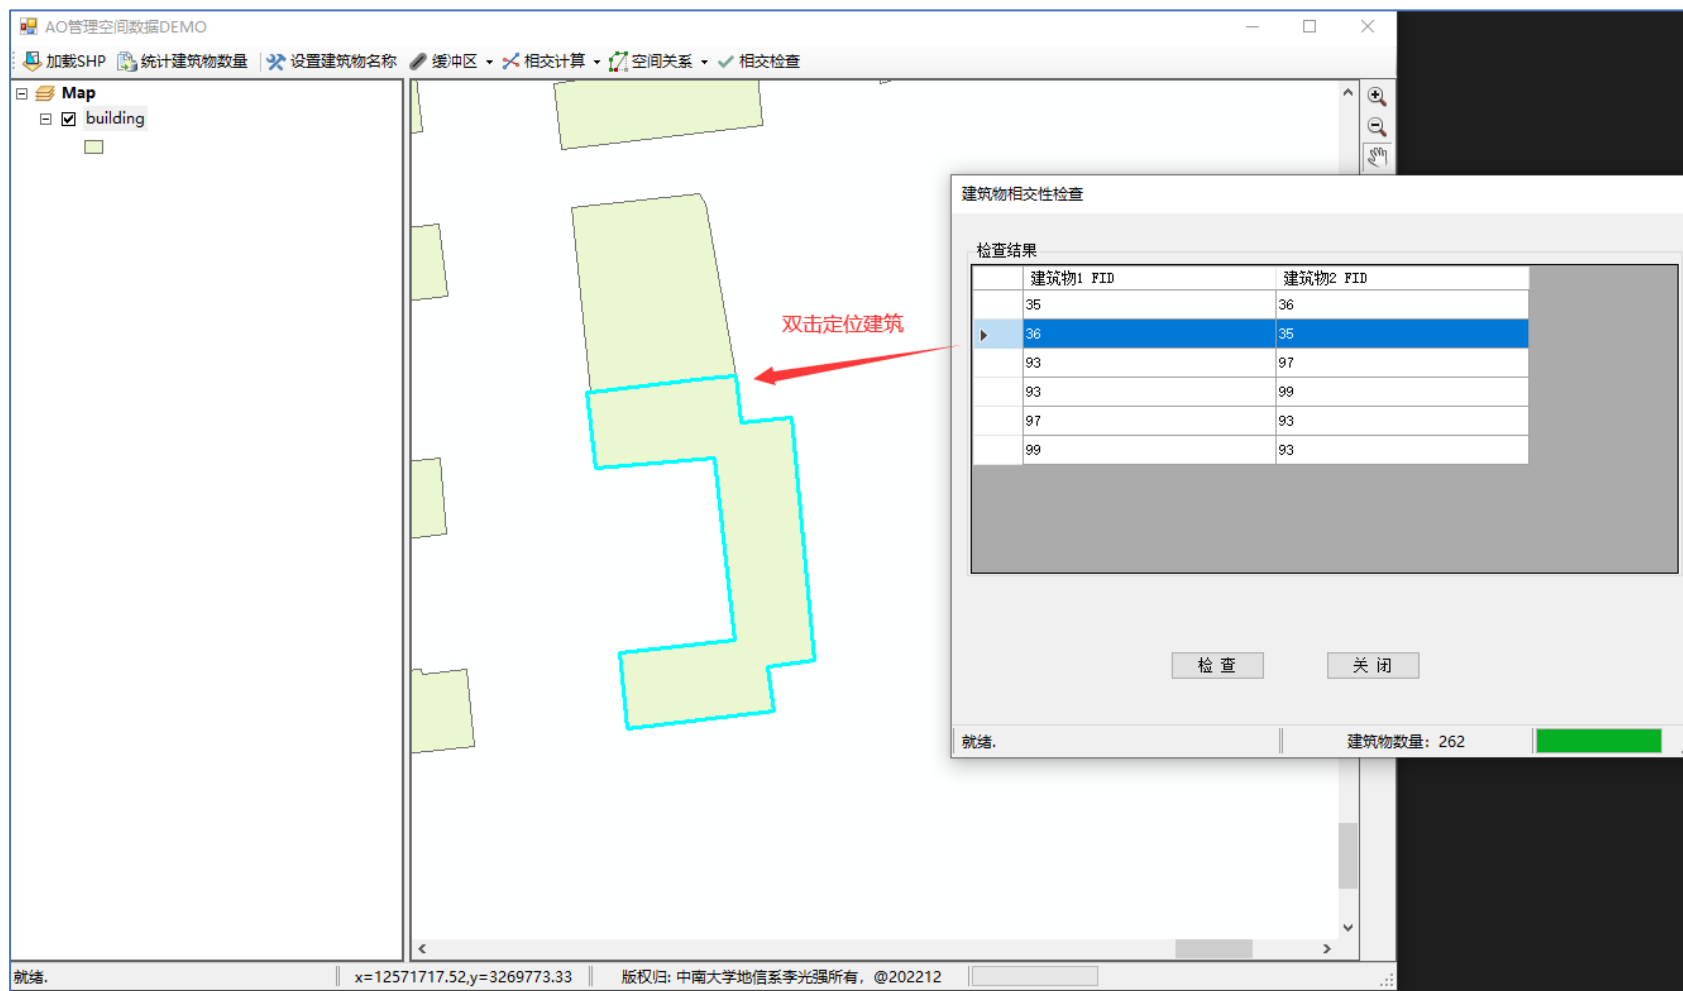 AO管理空间数据DEMO
加载SHP 统计建筑物数量 设置建筑物名称 缓冲区 相交计算 空间关系 相交检查
Map
building
双击定位建筑
建筑物相交性检查
检查结果
建筑物1 FID 建筑物2 FID
35 36
36 35
93 97
93 99
97 93
99 93
检 查 关 闭
就绪. 建筑物数量: 262
就绪. x=12571717.52,y=3269773.33 版权归: 中南大学地信系李光强所有，@202212